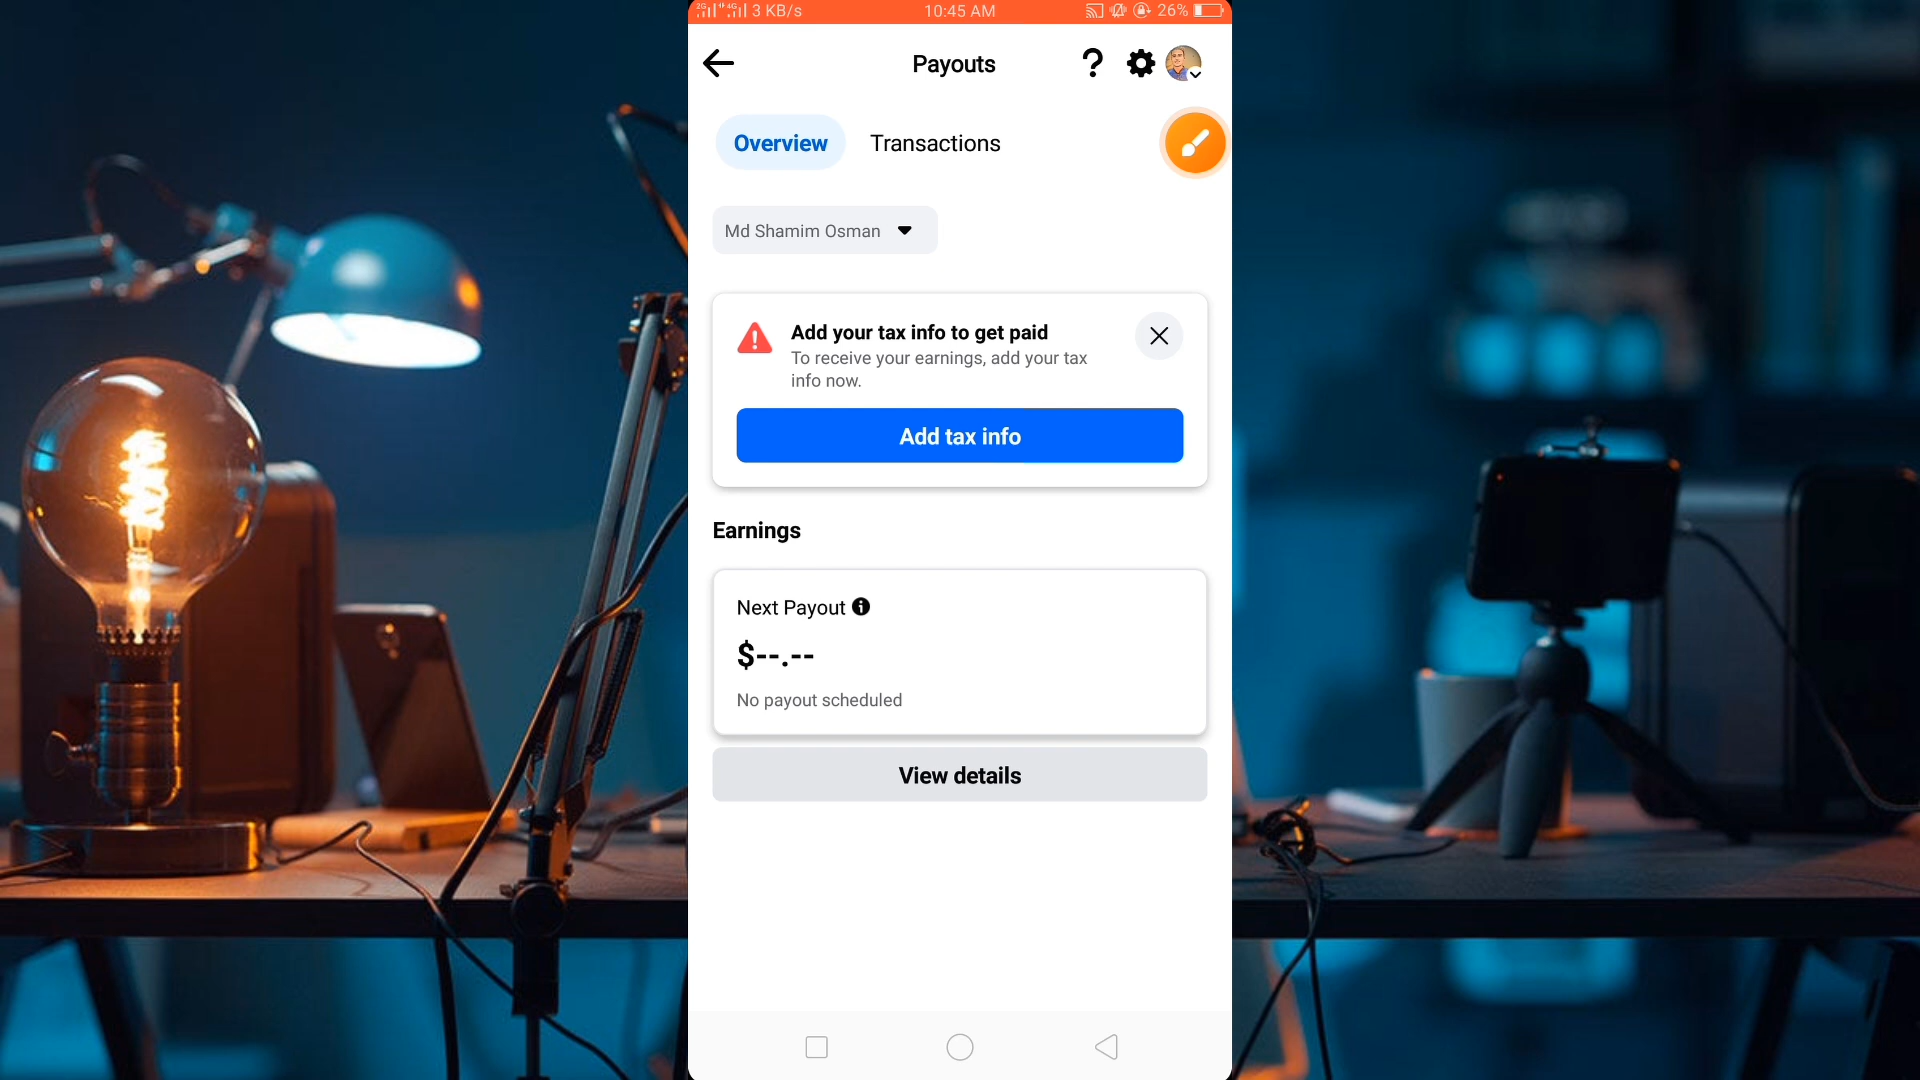 3 KB/s 10:45 AM 26%
Payouts
Overview Transactions
Md Shamim Osman
Add your tax info to get paid
To receive your earnings, add your tax
info now.
Add tax info
Earnings
Next Payout
$--.--
No payout scheduled
View details